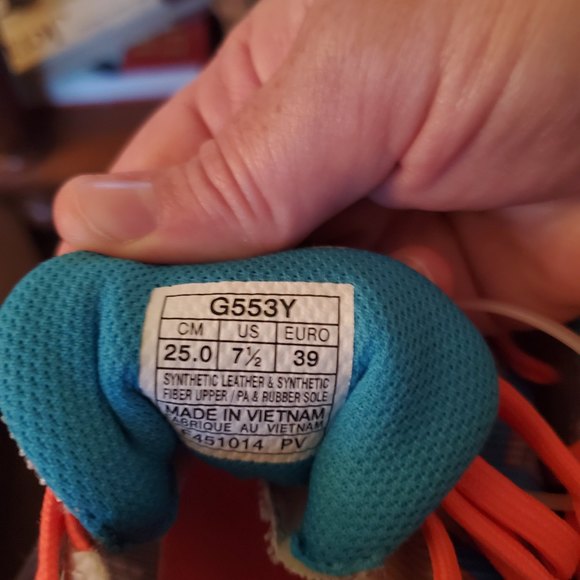 G553Y
CM US EURO
25.0 7½ 39
SYNTHETIC LEATHER & SYNTHETIC
FIBER UPPER / PA & RUBBER SOLE
MADE IN VIETNAM
FABRIQUE AU VIETNAM
PV